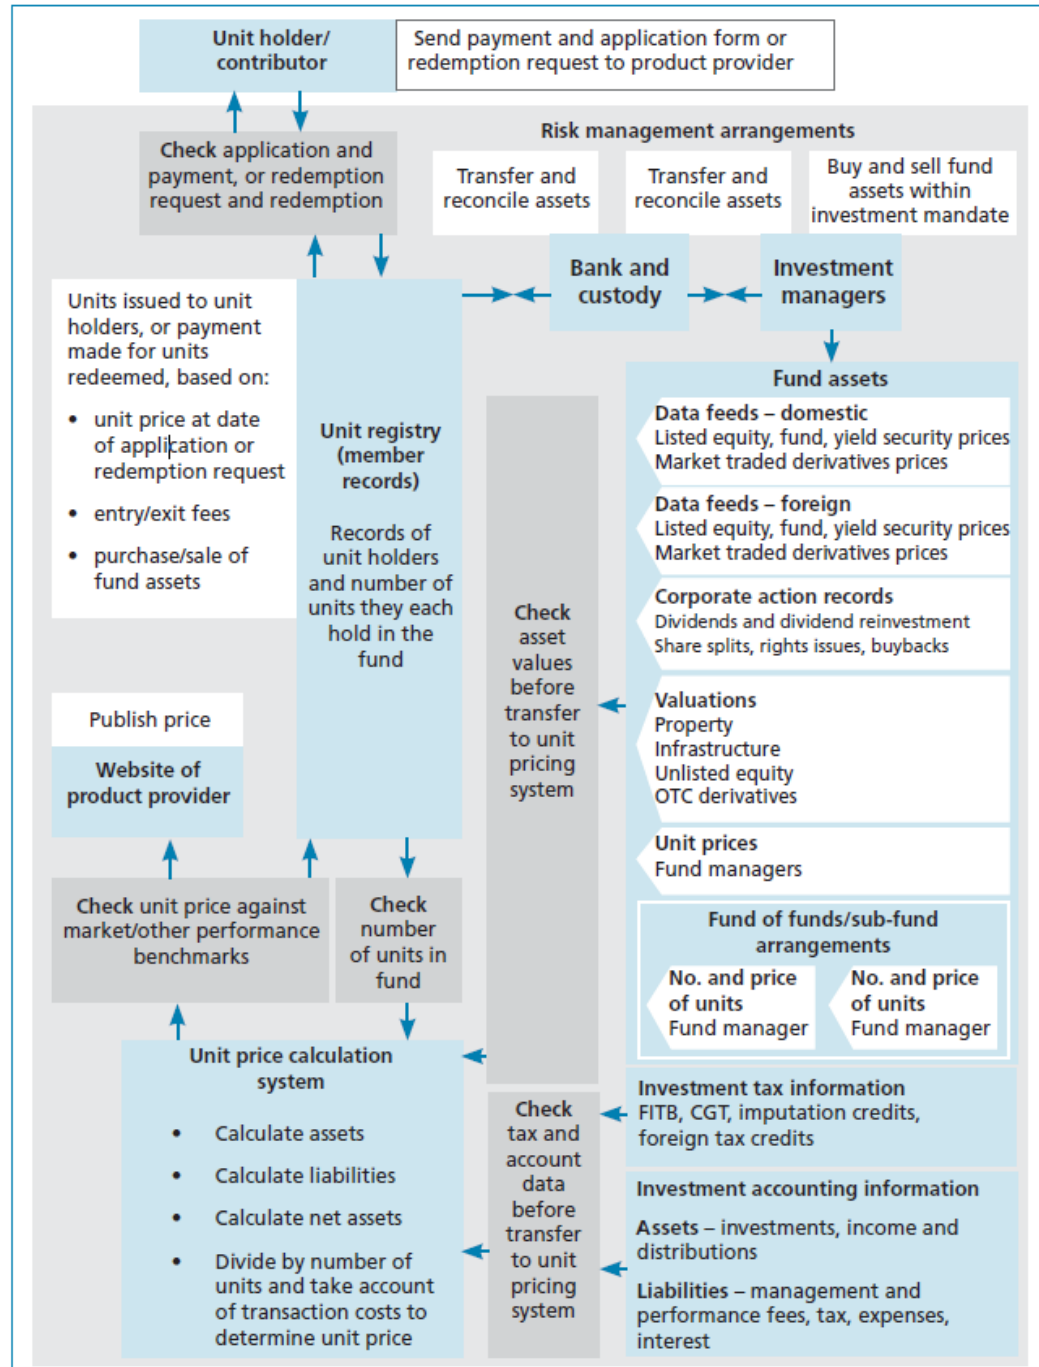 Unit holder/
contributor
Send payment and application form or
redemption request to product provider
Risk management arrangements
Check application and
payment, or redemption
request and redemption
Transfer and
reconcile assets
Transfer and
reconcile assets
Buy and sell fund
assets within
investment mandate
Bank and
custody
Investment
managers
Units issued to unit
holders, or payment
made for units
redeemed, based on:
• unit price at date
of application or
redemption request
• entry/exit fees
• purchase/sale of
fund assets
Unit registry
(member
records)
Records of
unit holders
and number of
units they each
hold in the
fund
Check
asset
values
before
transfer
to unit
pricing
system
Fund assets
Data feeds – domestic
Listed equity, fund, yield security prices
Market traded derivatives prices
Data feeds – foreign
Listed equity, fund, yield security prices
Market traded derivatives prices
Corporate action records
Dividends and dividend reinvestment
Share splits, rights issues, buybacks
Valuations
Property
Infrastructure
Unlisted equity
OTC derivatives
Unit prices
Fund managers
Fund of funds/sub-fund
arrangements
No. and price
of units
Fund manager
No. and price
of units
Fund manager
Publish price
Website of
product provider
Check unit price against
market/other performance
benchmarks
Check
number
of units in
fund
Unit price calculation
system
• Calculate assets
• Calculate liabilities
• Calculate net assets
• Divide by number of
units and take account
of transaction costs to
determine unit price
Check
tax and
account
data
before
transfer
to unit
pricing
system
Investment tax information
FITB, CGT, imputation credits,
foreign tax credits
Investment accounting information
Assets – investments, income and
distributions
Liabilities – management and
performance fees, tax, expenses,
interest